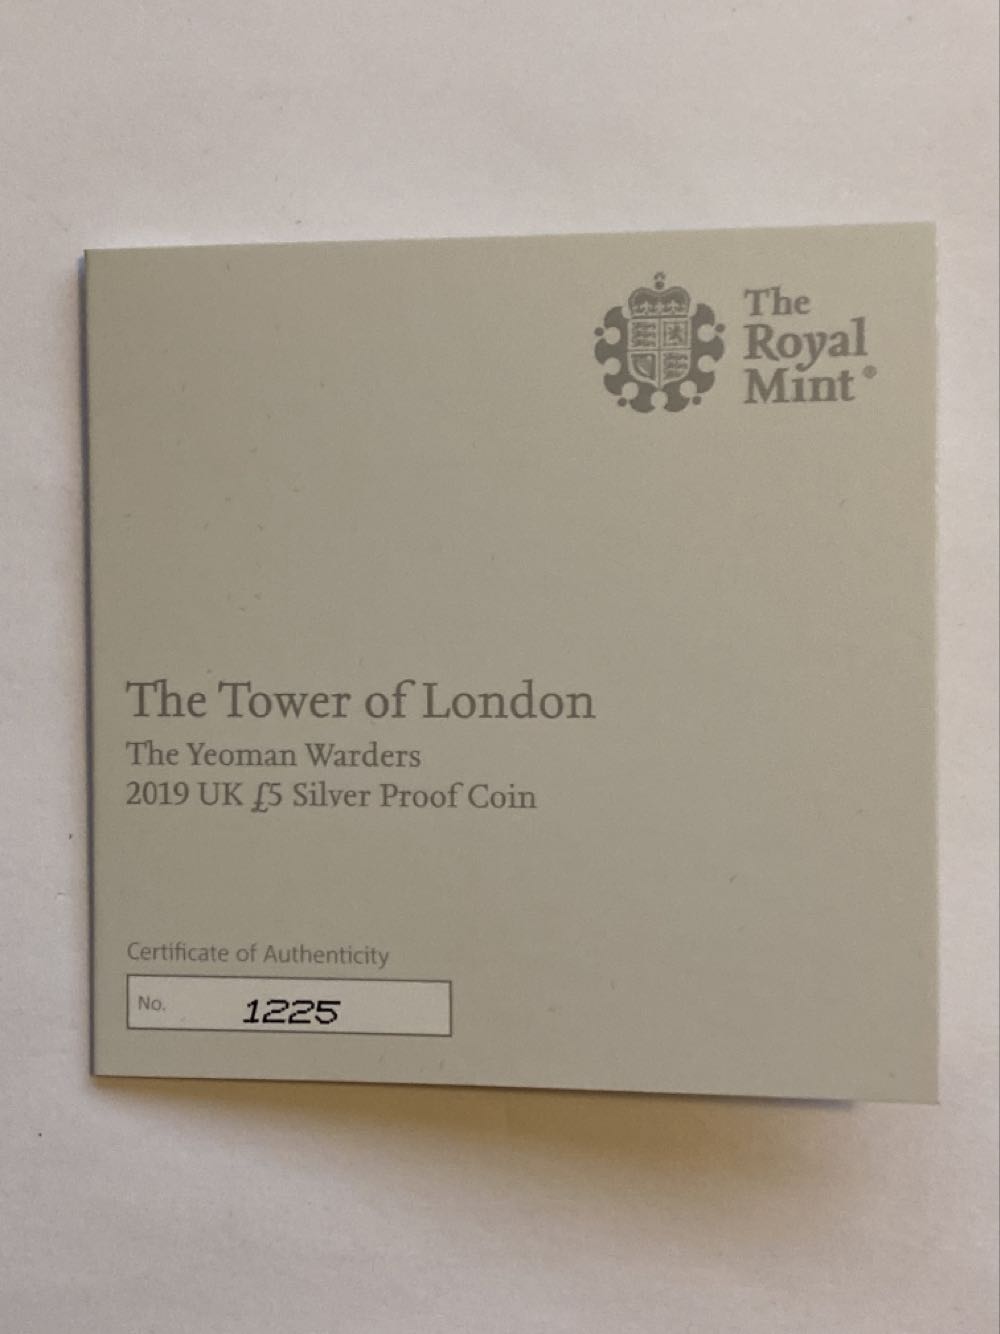 The
Royal
Mint®
The Tower of London
The Yeoman Warders
2019 UK £5 Silver Proof Coin
Certificate of Authenticity
No. 1225